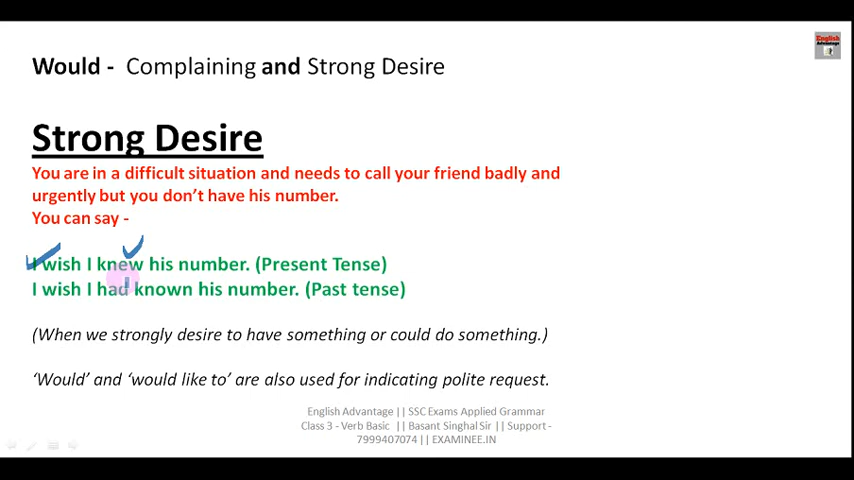 English
Advantage
Would - Complaining and Strong Desire
Strong Desire
You are in a difficult situation and needs to call your friend badly and
urgently but you don’t have his number.
You can say -
I wish I knew his number. (Present Tense)
I wish I had known his number. (Past tense)
(When we strongly desire to have something or could do something.)
‘Would’ and ‘would like to’ are also used for indicating polite request.
English Advantage || SSC Exams Applied Grammar
Class 3 - Verb Basic || Basant Singhal Sir || Support -
7999407074 || EXAMINEE.IN